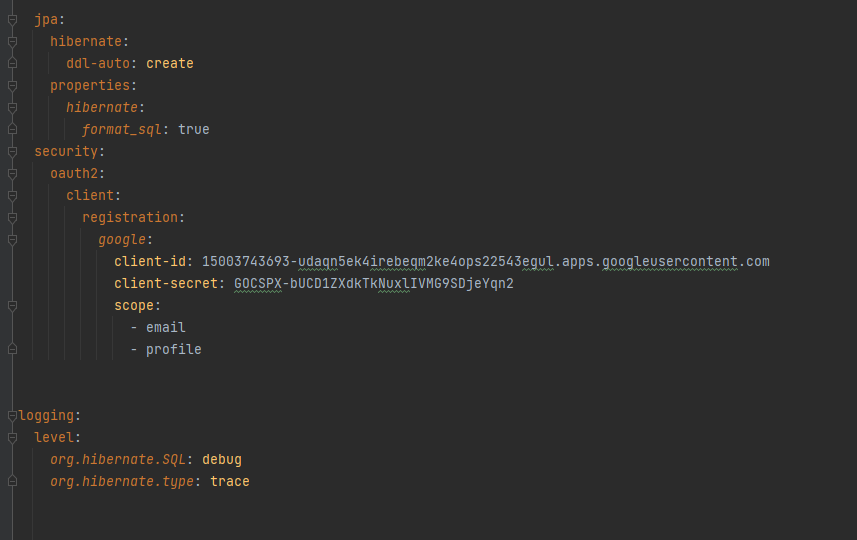 jpa:
hibernate:
ddl-auto: create
properties:
hibernate:
format_sql: true
security:
oauth2:
client:
registration:
google:
client-id: 15003743693-udaqn5ek4irebeqm2ke4ops22543egul.apps.googleusercontent.com
client-secret: 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
scope:
- email
- profile
logging:
level:
org.hibernate.SQL: debug
org.hibernate.type: trace